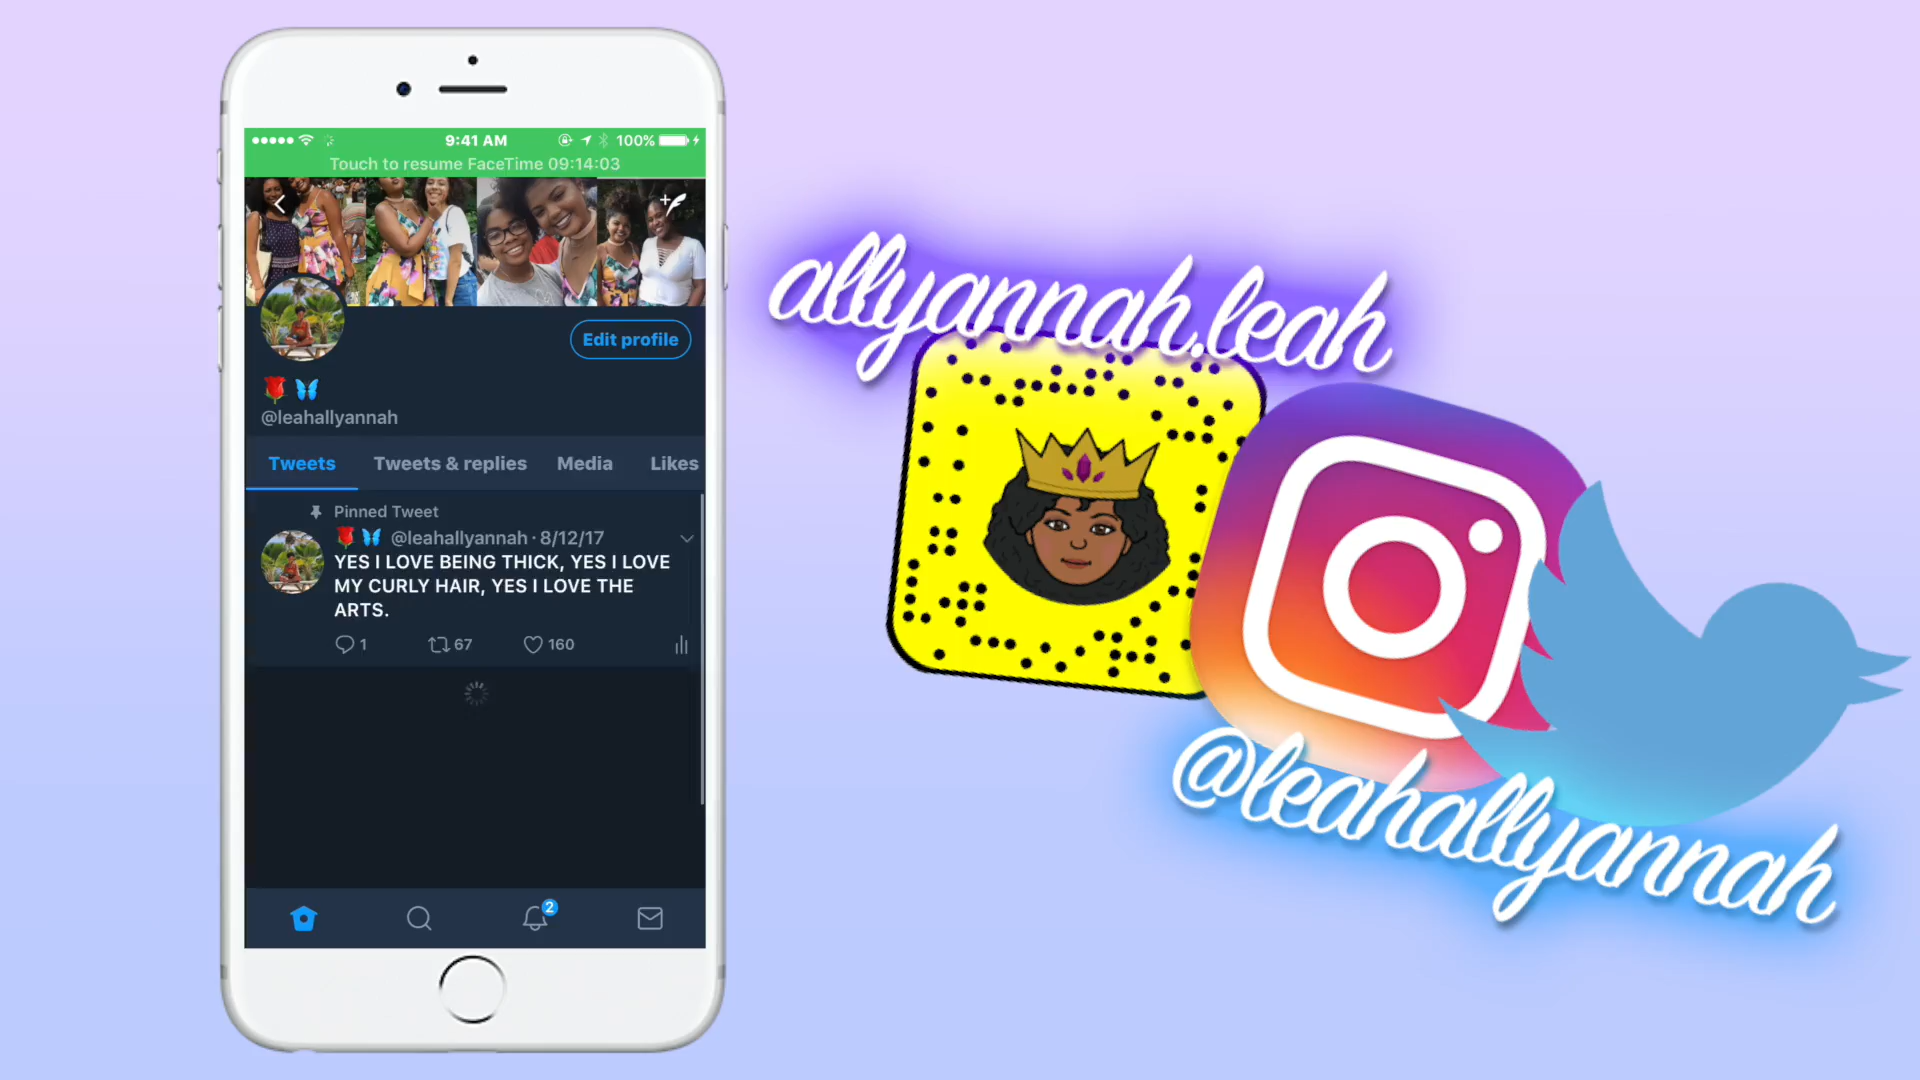 9:41 AM
100%
Touch to resume FaceTime 09:14:03
Edit profile
@leahallyannah
Tweets Tweets & replies Media Likes
Pinned Tweet
@leahallyannah · 8/12/17
YES I LOVE BEING THICK, YES I LOVE
MY CURLY HAIR, YES I LOVE THE
ARTS.
1 67 160
2
allyannah.leah
@leahallyannah